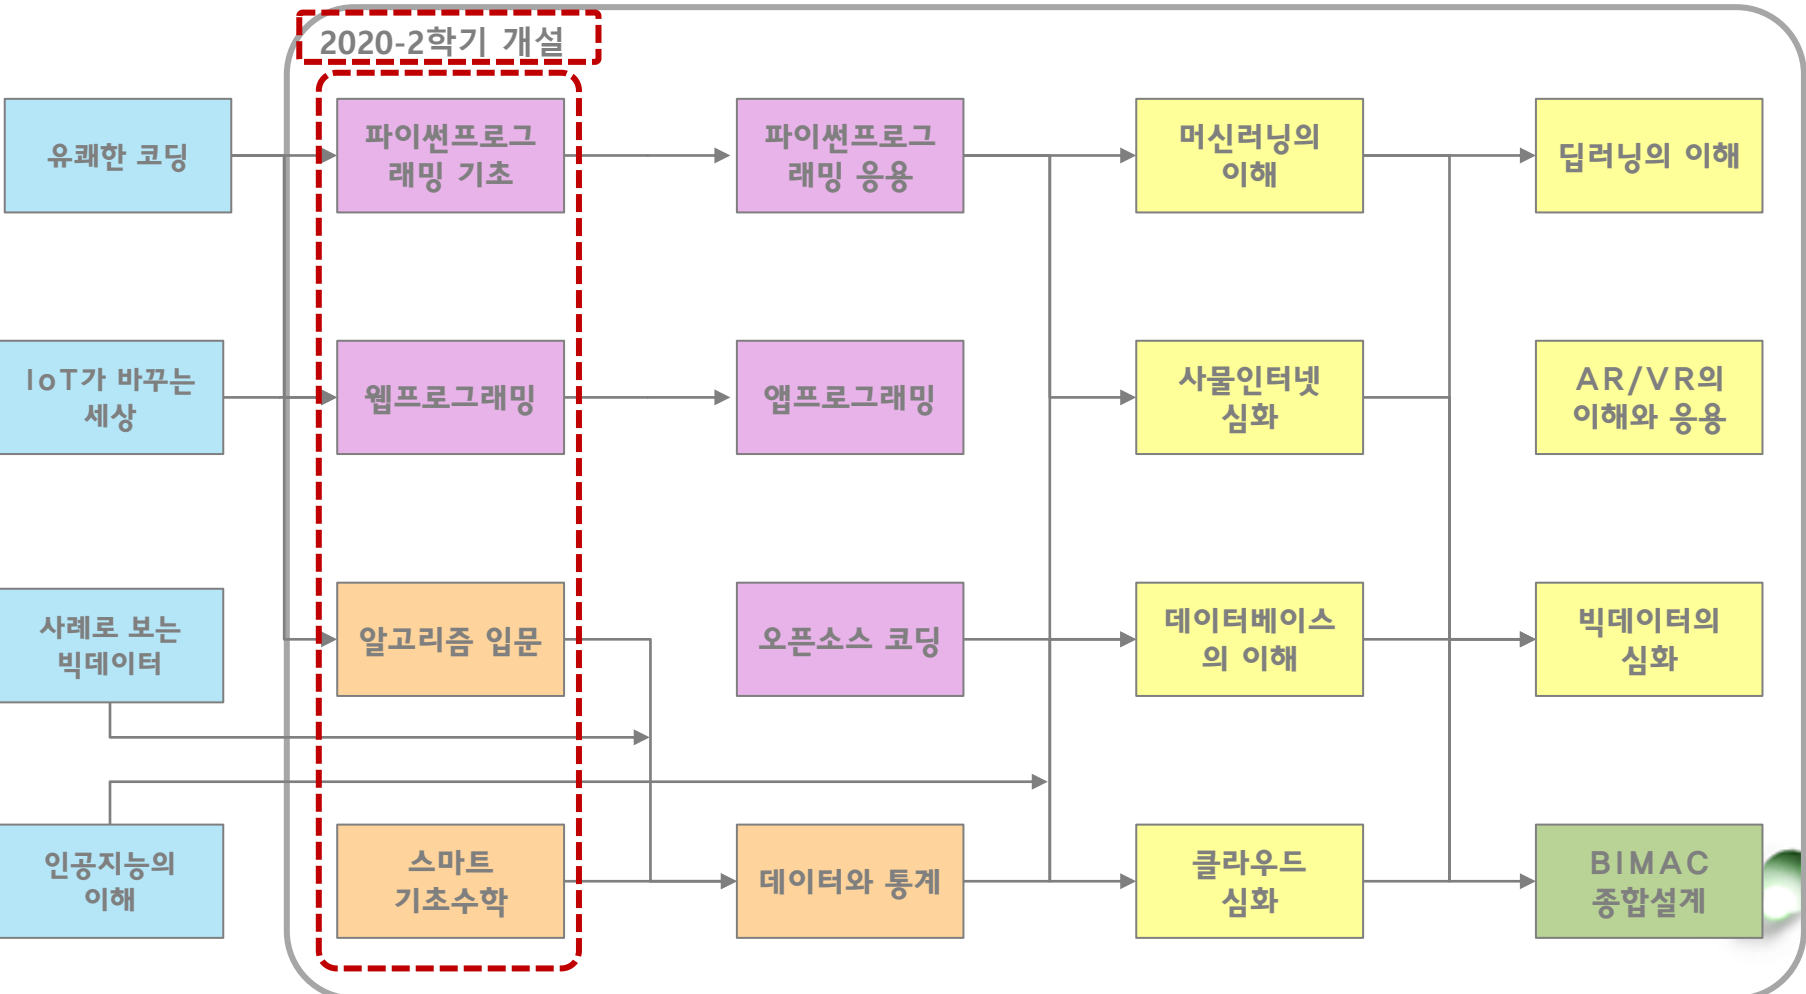 2020-2학기 개설
유쾌한 코딩
파이썬프로그
래밍 기초
파이썬프로그
래밍 응용
머신러닝의
이해
딥러닝의 이해
IoT가 바꾸는
세상
웹프로그래밍
앱프로그래밍
사물인터넷
심화
AR/VR의
이해와 응용
사례로 보는
빅데이터
알고리즘 입문
오픈소스 코딩
데이터베이스
의 이해
빅데이터의
심화
인공지능의
이해
스마트
기초수학
데이터와 통계
클라우드
심화
BIMAC
종합설계